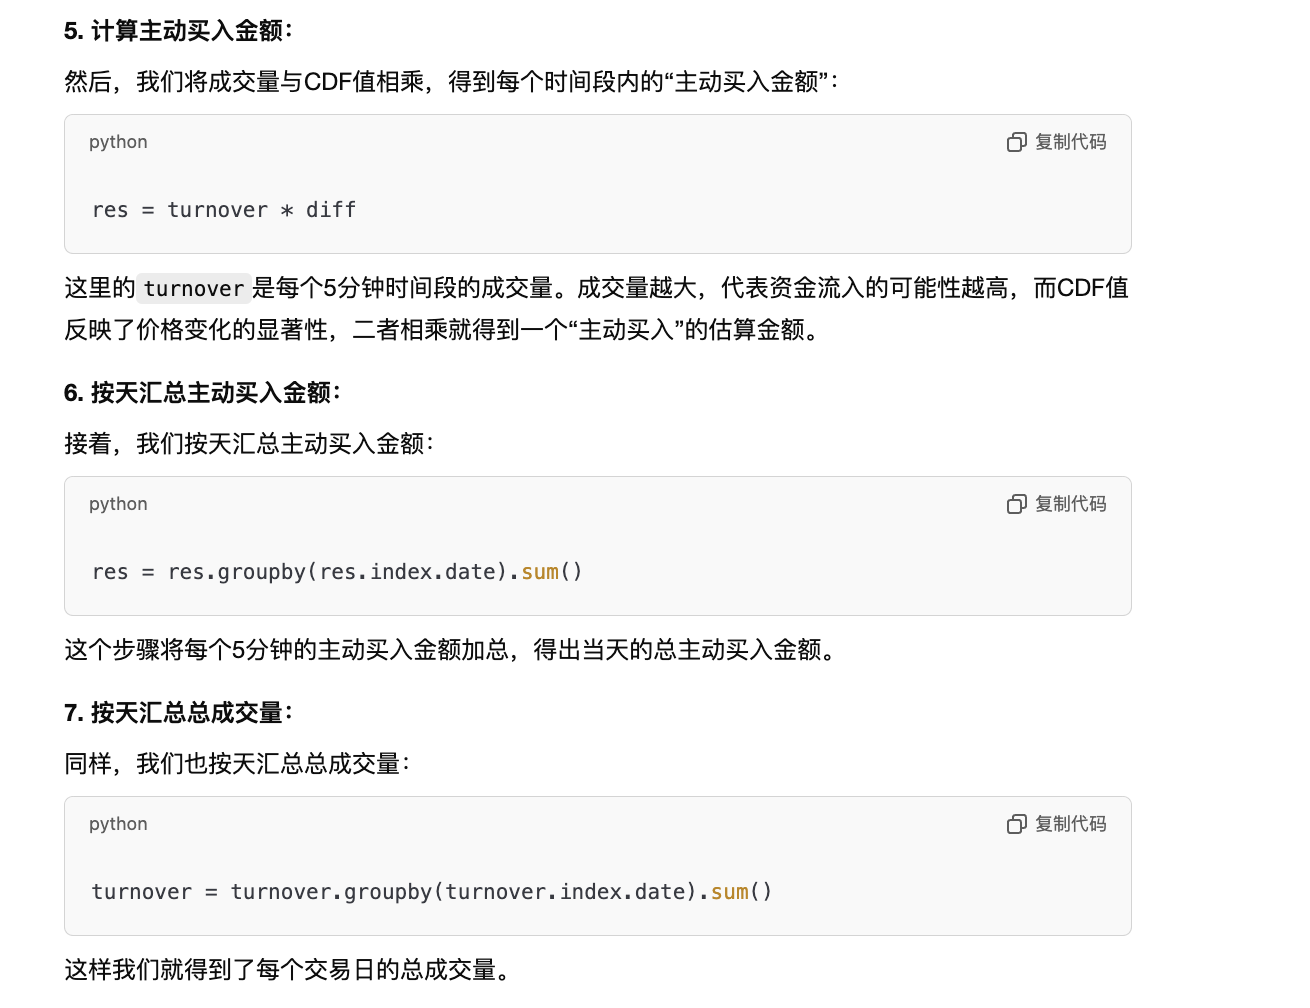 5. 计算主动买入金额：
然后，我们将成交量与CDF值相乘，得到每个时间段内的“主动买入金额”：
python
复制代码
res = turnover * diff
这里的 turnover 是每个5分钟时间段的成交量。成交量越大，代表资金流入的可能性越高，而CDF值
反映了价格变化的显著性，二者相乘就得到一个“主动买入”的估算金额。
6. 按天汇总主动买入金额：
接着，我们按天汇总主动买入金额：
python
复制代码
res = res.groupby(res.index.date).sum()
这个步骤将每个5分钟的主动买入金额加总，得出当天的总主动买入金额。
7. 按天汇总总成交量：
同样，我们也按天汇总总成交量：
python
复制代码
turnover = turnover.groupby(turnover.index.date).sum()
这样我们就得到了每个交易日的总成交量。